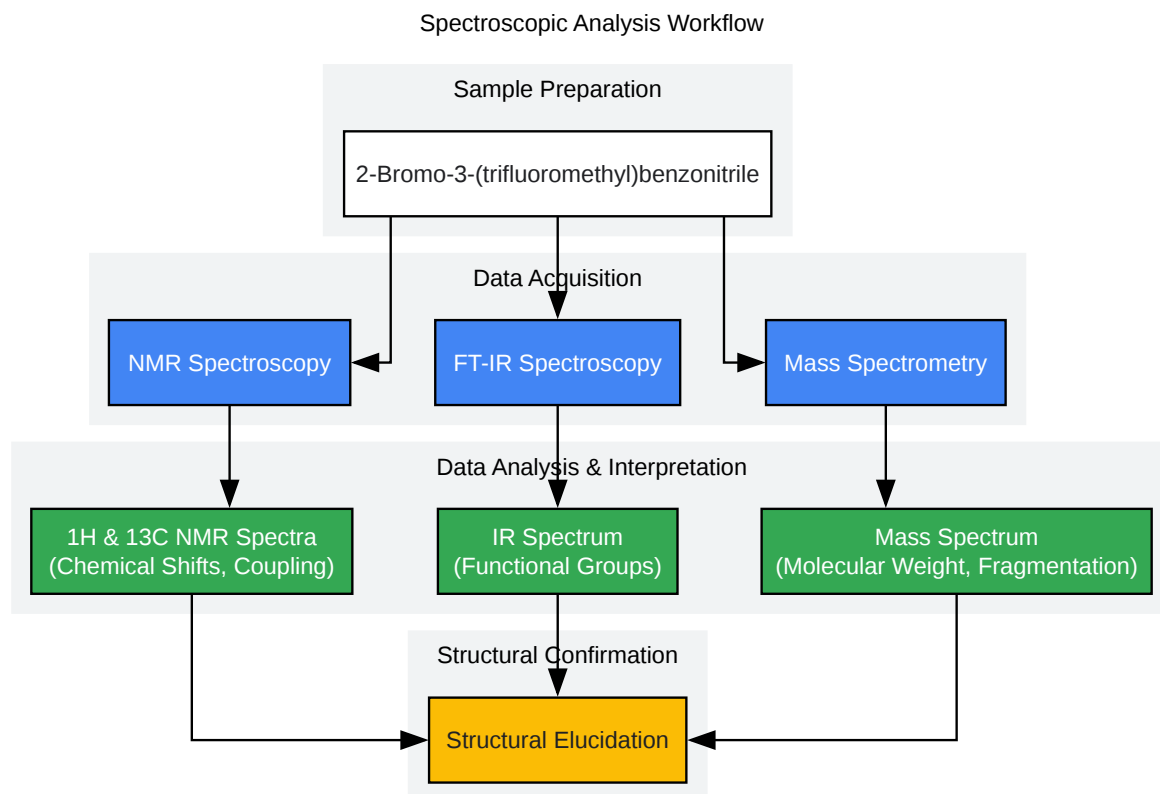 Spectroscopic Analysis Workflow
Sample Preparation
2-Bromo-3-(trifluoromethyl)benzonitrile
Data Acquisition
NMR Spectroscopy
FT-IR Spectroscopy
Mass Spectrometry
Data Analysis & Interpretation
1H & 13C NMR Spectra
(Chemical Shifts, Coupling)
IR Spectrum
(Functional Groups)
Mass Spectrum
(Molecular Weight, Fragmentation)
Structural Confirmation
Structural Elucidation